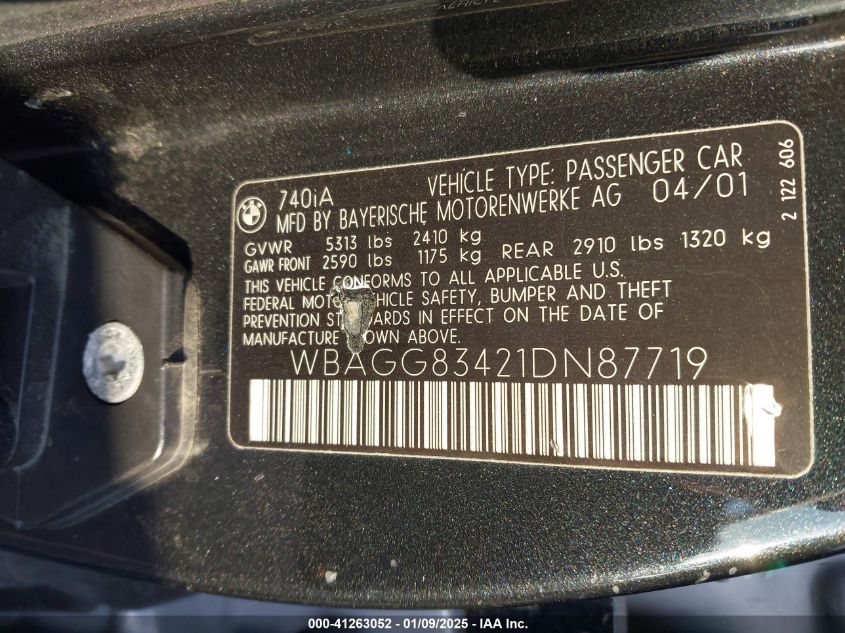 740iA VEHICLE TYPE: PASSENGER CAR
MFD BY BAYERISCHE MOTORENWERKE AG 04/01
GVWR 5313 lbs 2410 kg
GAWR FRONT 2590 lbs 1175 kg REAR 2910 lbs 1320 kg
THIS VEHICLE CONFORMS TO ALL APPLICABLE U.S.
FEDERAL MOTOR VEHICLE SAFETY, BUMPER AND THEFT
PREVENTION STANDARDS IN EFFECT ON THE DATE OF
MANUFACTURE SHOWN ABOVE.
WBAGG83421DN87719
2 122 606
000-41263052 - 01/09/2025 - IAA Inc.